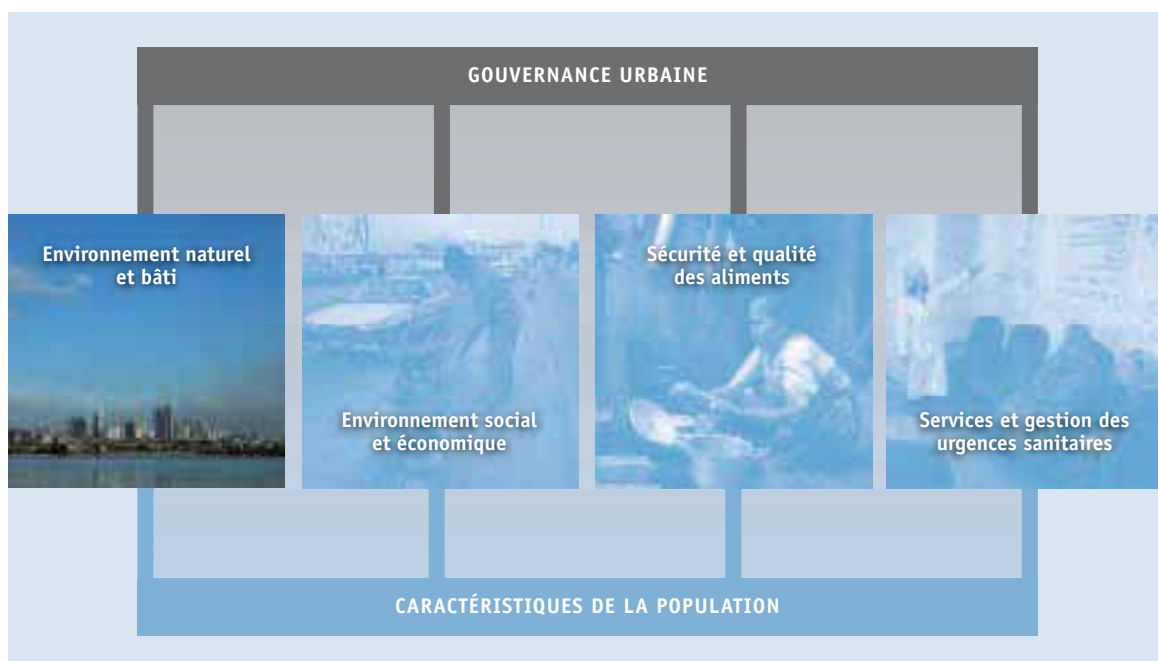 GOUVERNANCE URBAINE
Environnement naturel
et bâti
Environnement social
et économique
Sécurité et qualité
des aliments
Services et gestion des
urgences sanitaires
CARACTÉRISTIQUES DE LA POPULATION